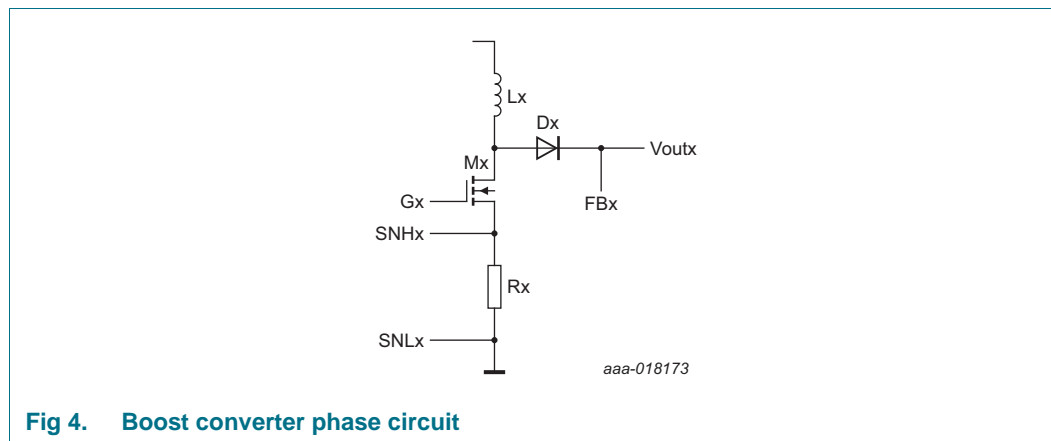 Lx
Dx
Voutx
Mx
FBx
Gx
SNHx
Rx
SNLx
aaa-018173
Fig 4. Boost converter phase circuit